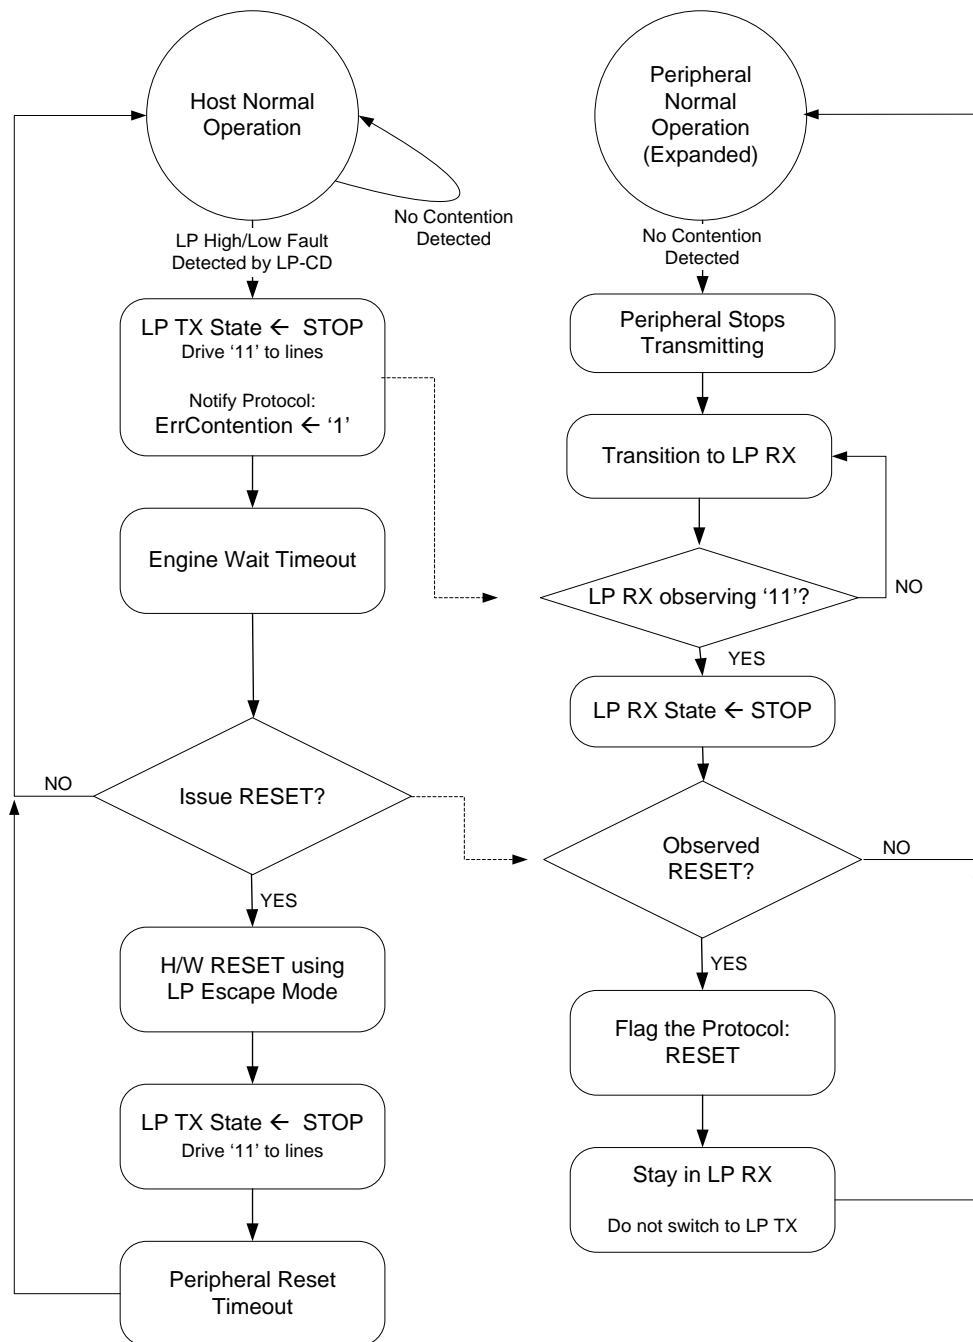 Host Normal
Operation
No Contention
Detected
LP High/Low Fault
Detected by LP-CD
LP TX State ← STOP
Drive ‘11’ to lines
Notify Protocol:
ErrContention ← ‘1’
Engine Wait Timeout
Issue RESET?
NO
YES
H/W RESET using
LP Escape Mode
LP TX State ← STOP
Drive ‘11’ to lines
Peripheral Reset
Timeout
Peripheral
Normal
Operation
(Expanded)
No Contention
Detected
Peripheral Stops
Transmitting
Transition to LP RX
LP RX observing ‘11’?
NO
YES
LP RX State ← STOP
Observed
RESET?
NO
YES
Flag the Protocol:
RESET
Stay in LP RX
Do not switch to LP TX